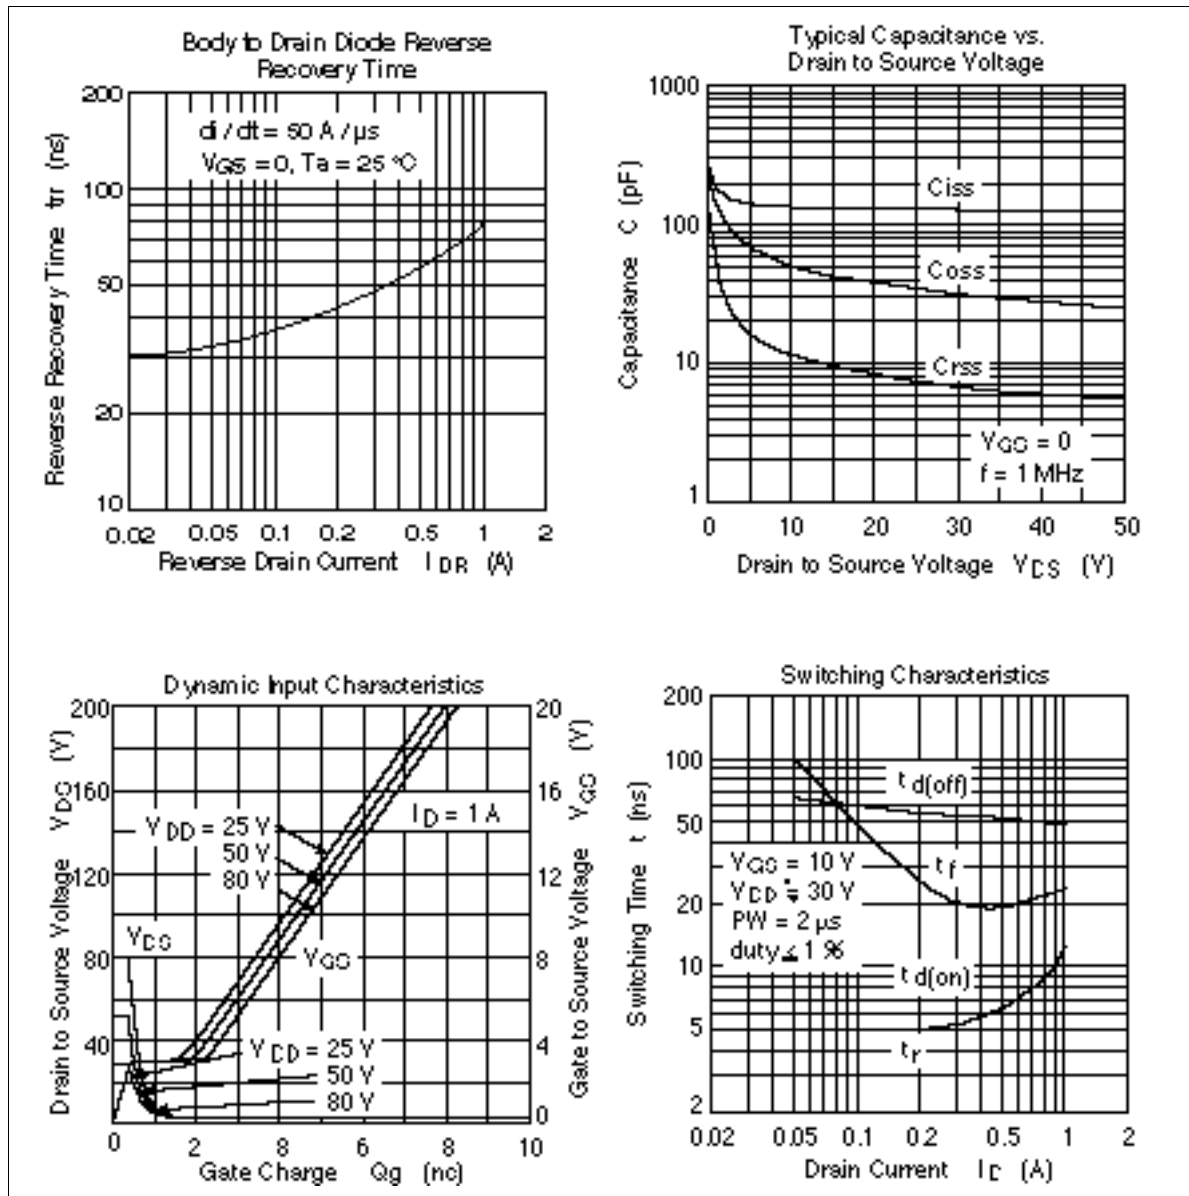 Body to Drain Diode Reverse
Recovery Time
200
100
50
20
10
di / dt = 50 A / µs
VGS = 0, Ta = 25 °C
Reverse Recovery Time trr (ns)
0.02 0.05 0.1 0.2 0.5 1 2
Reverse Drain Current IDR (A)
Typical Capacitance vs.
Drain to Source Voltage
1000
100
10
1
Ciss
Coss
Crss
VGS = 0
f = 1 MHz
Capacitance C (pF)
0 10 20 30 40 50
Drain to Source Voltage VDS (V)
Dynamic Input Characteristics
200
160
120
80
40
0
20
16
12
8
4
0
ID = 1 A
VDD = 25 V
50 V
80 V
VDS
VGS
VDD = 25 V
50 V
80 V
Drain to Source Voltage VDS (V)
Gate to Source Voltage VGS (V)
0 2 8 6 8 10
Gate Charge Qg (nc)
Switching Characteristics
200
100
50
20
10
5
2
td(off)
tf
VGS = 10 V
VDD ≒ 30 V
PW = 2 µs
duty ≤ 1 %
td(on)
tr
Switching Time t (ns)
0.02 0.05 0.1 0.2 0.5 1 2
Drain Current ID (A)